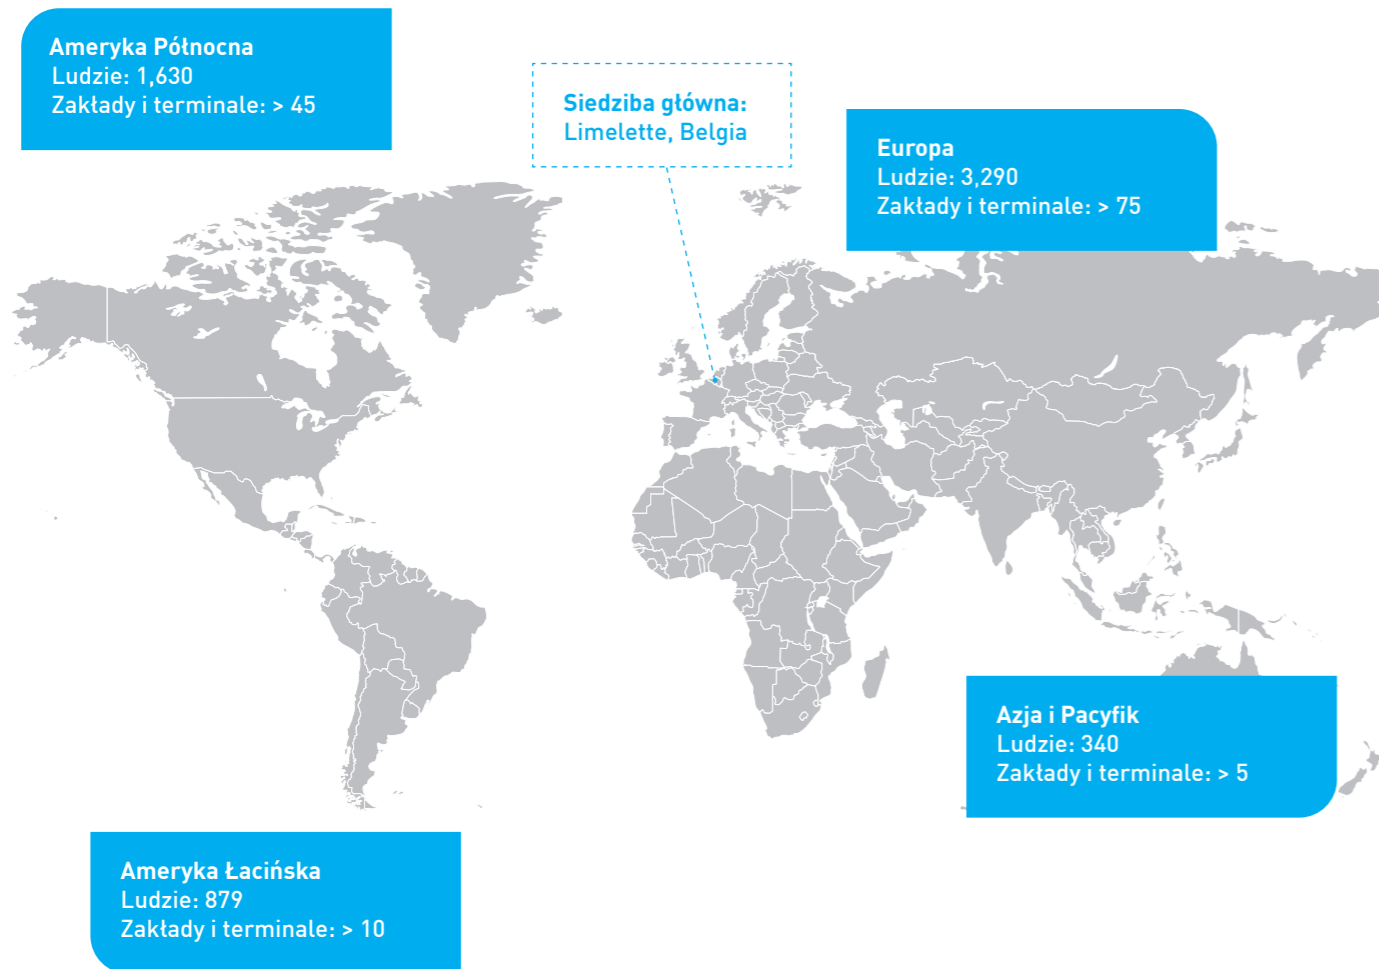 Ameryka Północna
Ludzie: 1,630
Zakłady i terminale: > 45
Siedziba główna:
Limelette, Belgia
Europa
Ludzie: 3,290
Zakłady i terminale: > 75
Azja i Pacyfik
Ludzie: 340
Zakłady i terminale: > 5
Ameryka Łacińska
Ludzie: 879
Zakłady i terminale: > 10